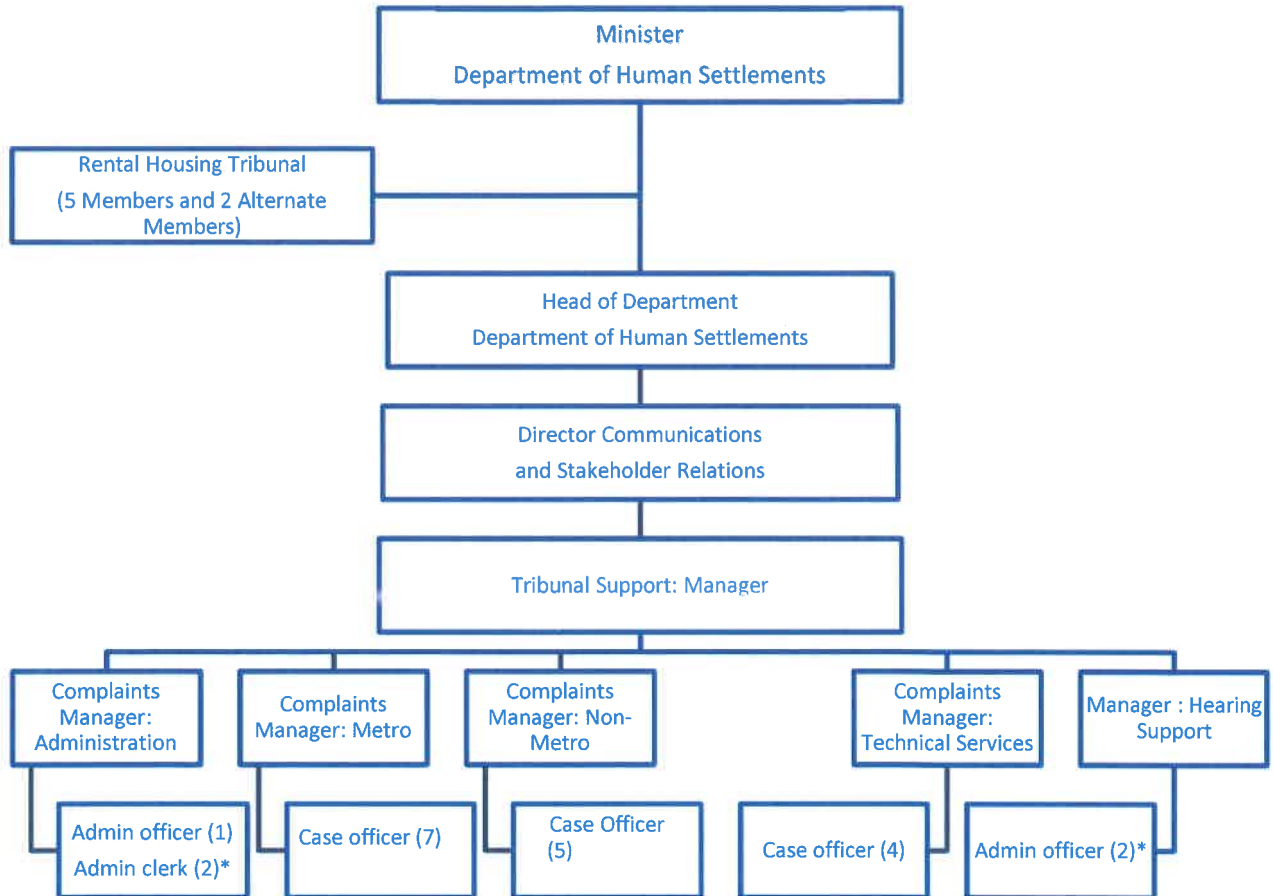 Minister
Department of Human Settlements
Rental Housing Tribunal
(5 Members and 2 Alternate
Members)
Head of Department
Department of Human Settlements
Director Communications
and Stakeholder Relations
Tribunal Support: Manager
Complaints
Manager:
Administration
Complaints
Manager: Metro
Complaints
Manager: Non-
Metro
Complaints
Manager:
Technical Services
Manager : Hearing
Support
Admin officer (1)
Admin clerk (2)*
Case officer (7)
Case Officer
(5)
Case officer (4)
Admin officer (2)*